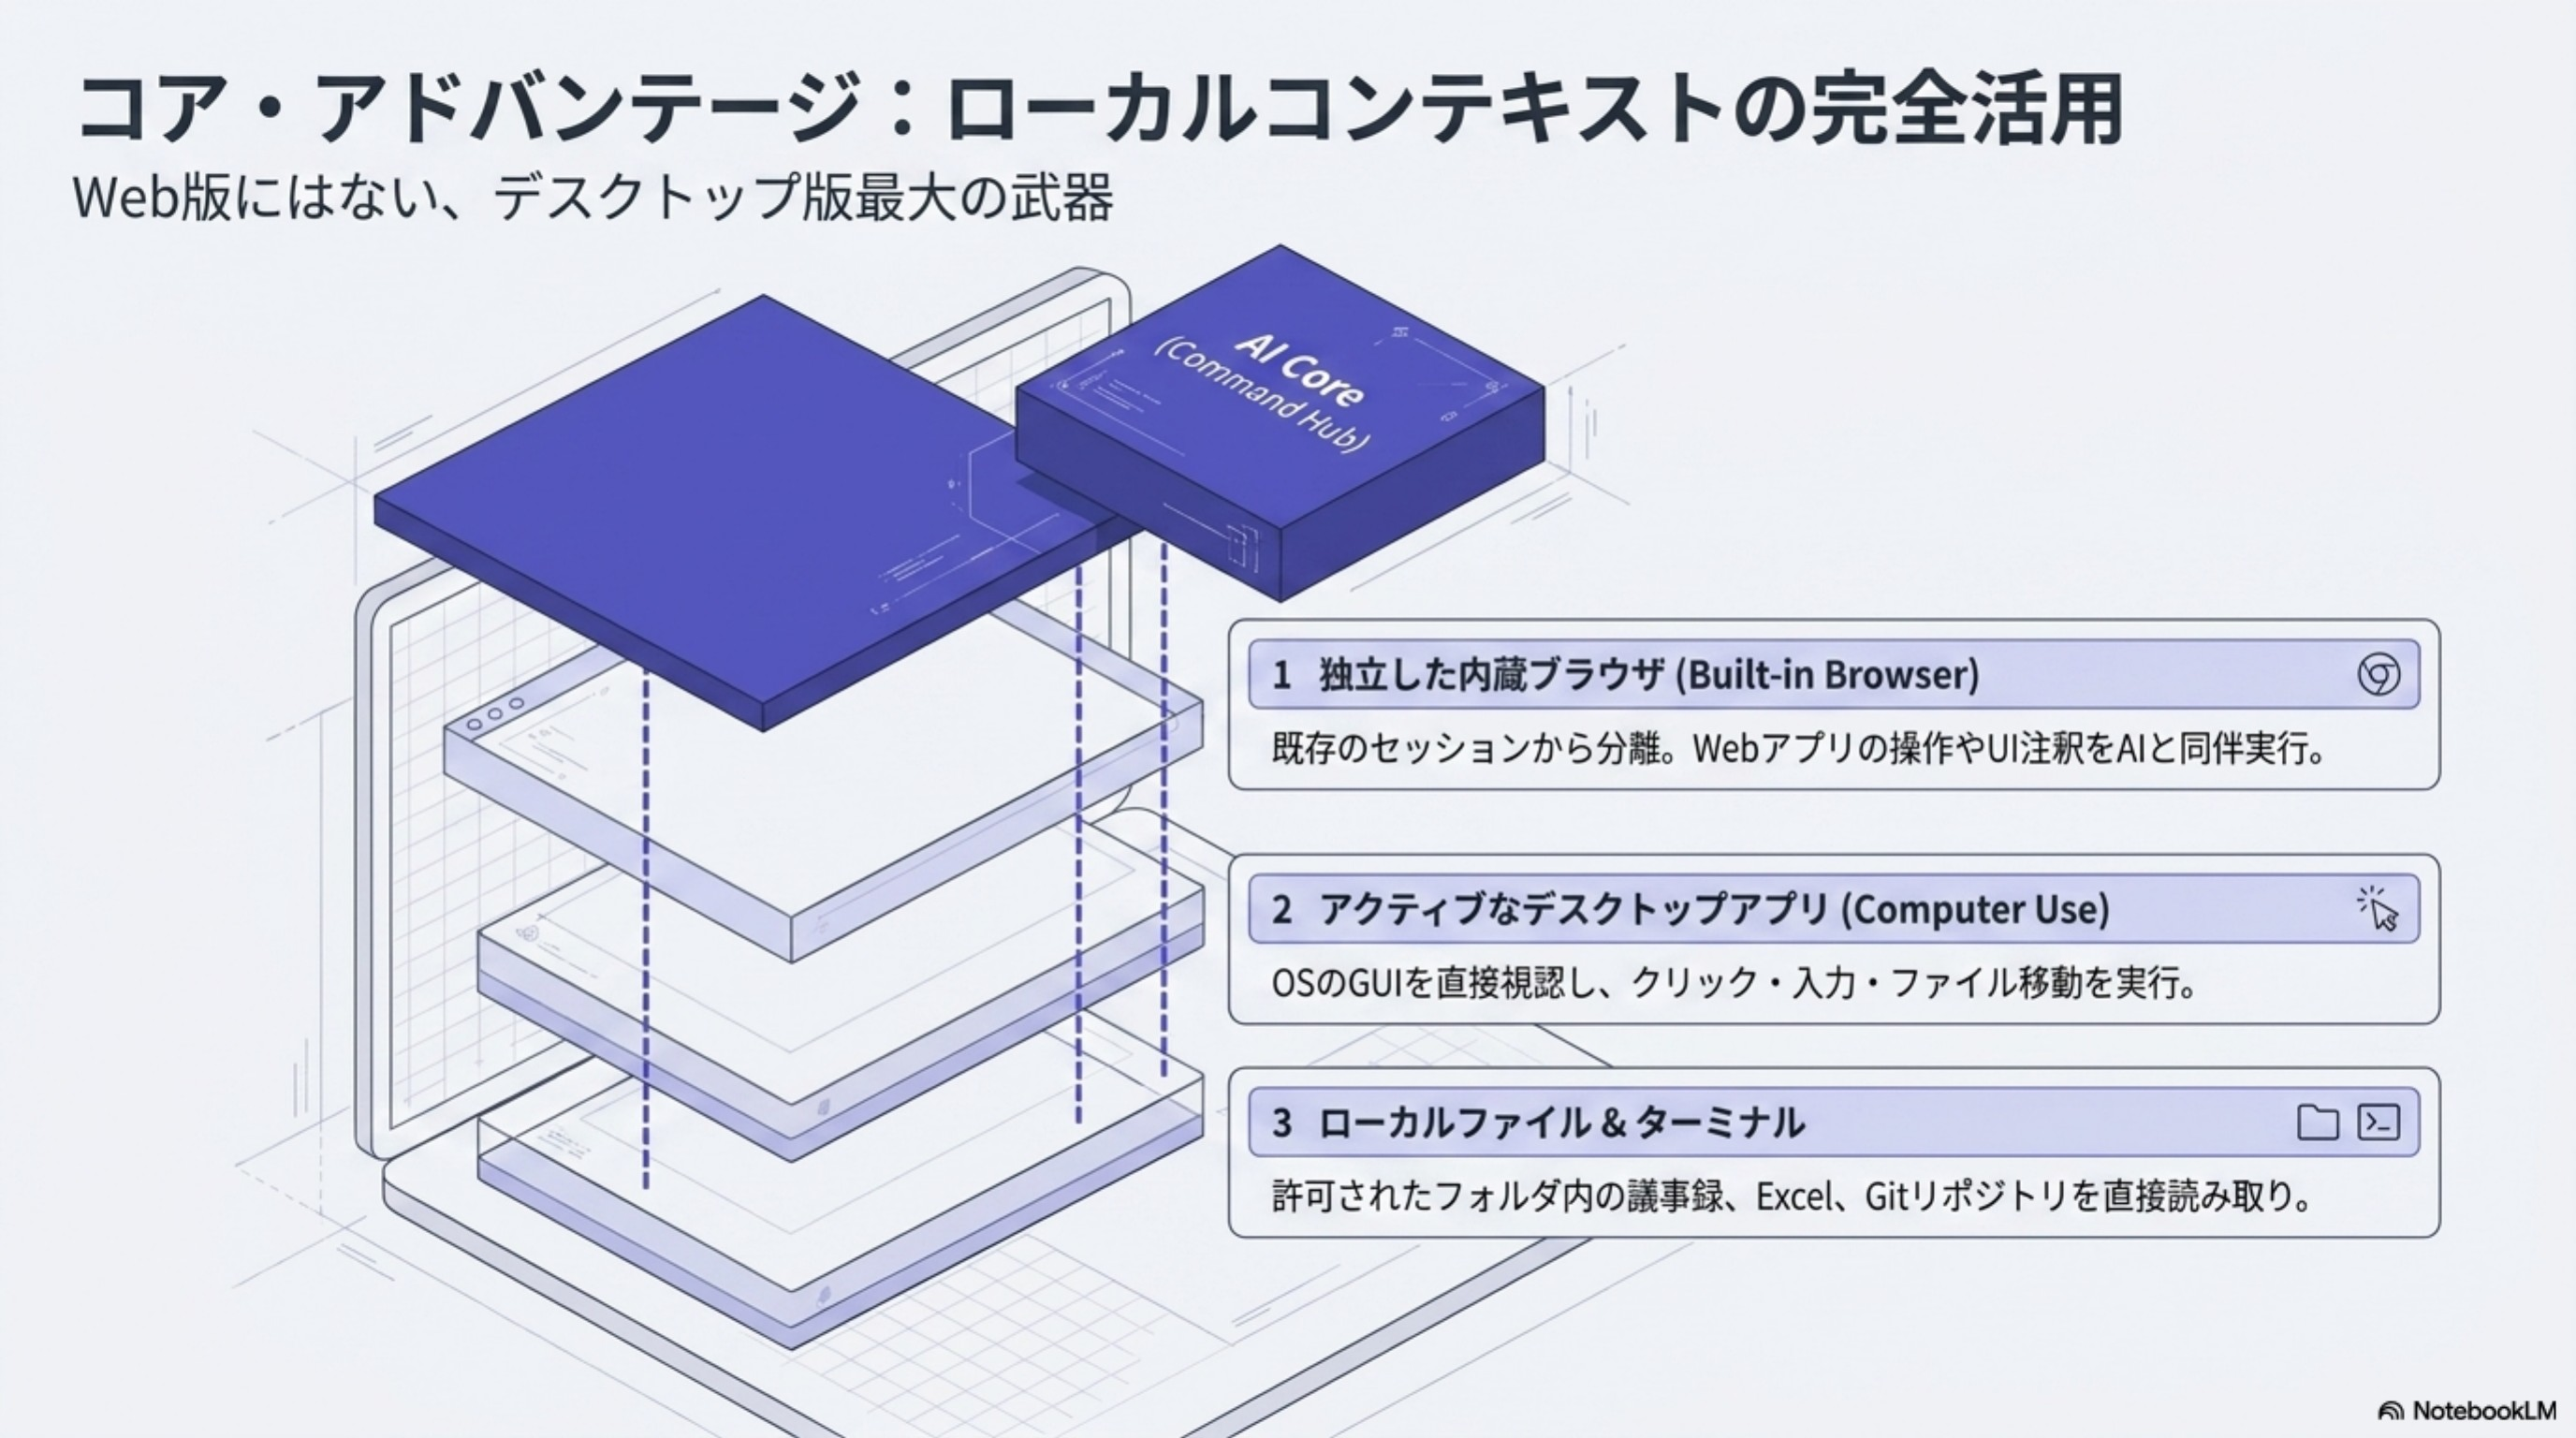 コア・アドバンテージ：ローカルコンテキストの完全活用
Web版にはない、デスクトップ版最大の武器
AI Core
(Command Hub)
1 独立した内蔵ブラウザ (Built-in Browser)
既存のセッションから分離。Webアプリの操作やUI注釈をAIと同伴実行。
2 アクティブなデスクトップアプリ (Computer Use)
OSのGUIを直接視認し、クリック・入力・ファイル移動を実行。
3 ローカルファイル & ターミナル
許可されたフォルダ内の議事録、Excel、Gitリポジトリを直接読み取り。
NotebookLM